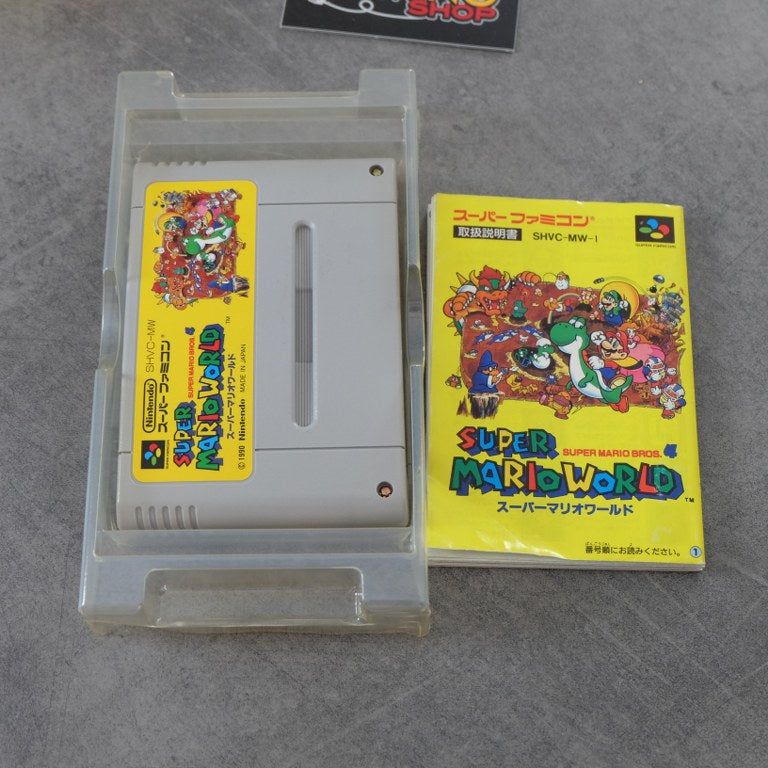 SHOP
Nintendo SHVC-MW
スーパーファミコン®
SUPER MARIO BROS. 4
SUPER
MARIO WORLD™
スーパーマリオワールド
© 1990 Nintendo MADE IN JAPAN
スーパーファミコン®
取扱説明書 SHVC-MW-1
SUPER FAMICOM
SUPER
SUPER MARIO BROS. 4
MARIO WORLD™
スーパーマリオワールド
番号順にお読みください。 1